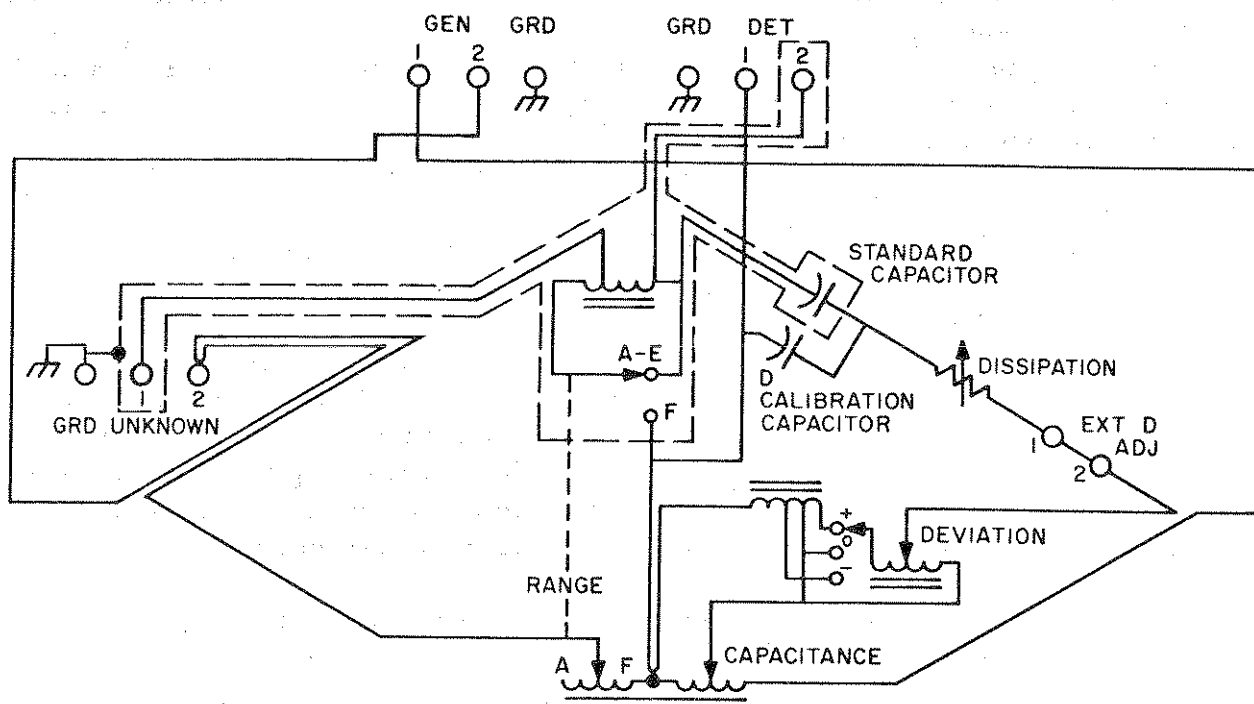 GEN GRD GRD DET
1 2 1 2
STANDARD
CAPACITOR
A-E
F
D
CALIBRATION
CAPACITOR
DISSIPATION
EXT D
ADJ
1 2
1 2
GRD UNKNOWN
+
0
-
DEVIATION
RANGE
A F
CAPACITANCE